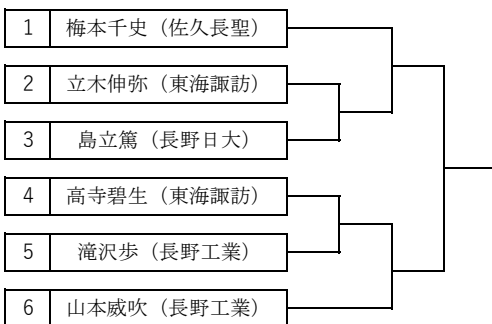 1 梅本千史（佐久長聖）
2 立木伸弥（東海諏訪）
3 島立篤（長野日大）
4 高寺碧生（東海諏訪）
5 滝沢歩（長野工業）
6 山本威吹（長野工業）